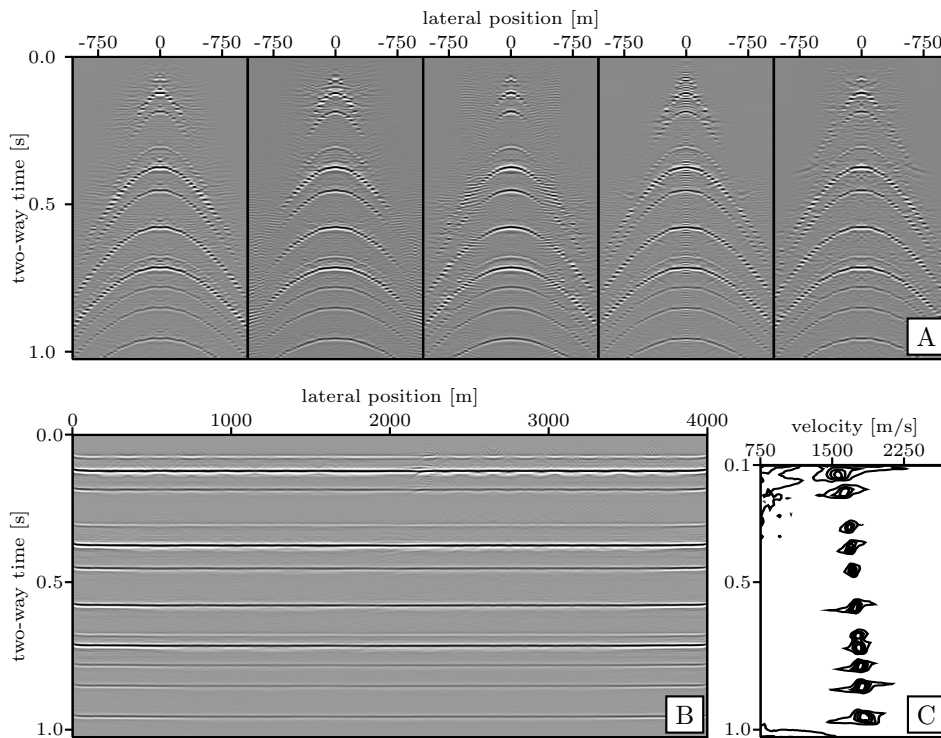 lateral position [m]
-750 0 -750 -750 0 -750 -750 0 -750 -750 0 -750 -750 0 -750
0.0
0.5
1.0
two-way time [s]
A
lateral position [m]
0 1000 2000 3000 4000
0.0
0.5
1.0
two-way time [s]
B
velocity [m/s]
750 1500 2250
0.1
0.5
1.0
C